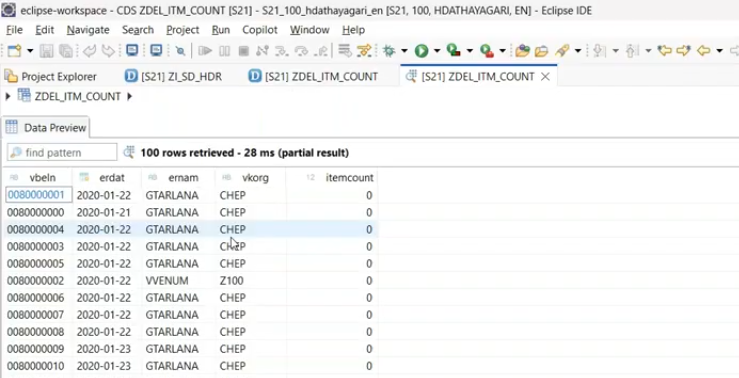 eclipse-workspace - CDS ZDEL_ITM_COUNT [S21] - S21_100_hdathayagari_en [S21, 100, HDATHAYAGARI, EN] - Eclipse IDE
File Edit Navigate Search Project Run Copilot Window Help
Project Explorer [S21] ZI_SD_HDR [S21] ZDEL_ITM_COUNT [S21] ZDEL_ITM_COUNT
ZDEL_ITM_COUNT
Data Preview
find pattern 100 rows retrieved - 28 ms (partial result)
vbeln erdat ernam vkorg itemcount
0080000001 2020-01-22 GTARLANA CHEP 0
0080000000 2020-01-21 GTARLANA CHEP 0
0080000004 2020-01-22 GTARLANA CHEP 0
0080000003 2020-01-22 GTARLANA CHEP 0
0080000005 2020-01-22 GTARLANA CHEP 0
0080000002 2020-01-22 VVENUM Z100 0
0080000006 2020-01-22 GTARLANA CHEP 0
0080000007 2020-01-22 GTARLANA CHEP 0
0080000008 2020-01-22 GTARLANA CHEP 0
0080000009 2020-01-23 GTARLANA CHEP 0
0080000010 2020-01-23 GTARLANA CHEP 0